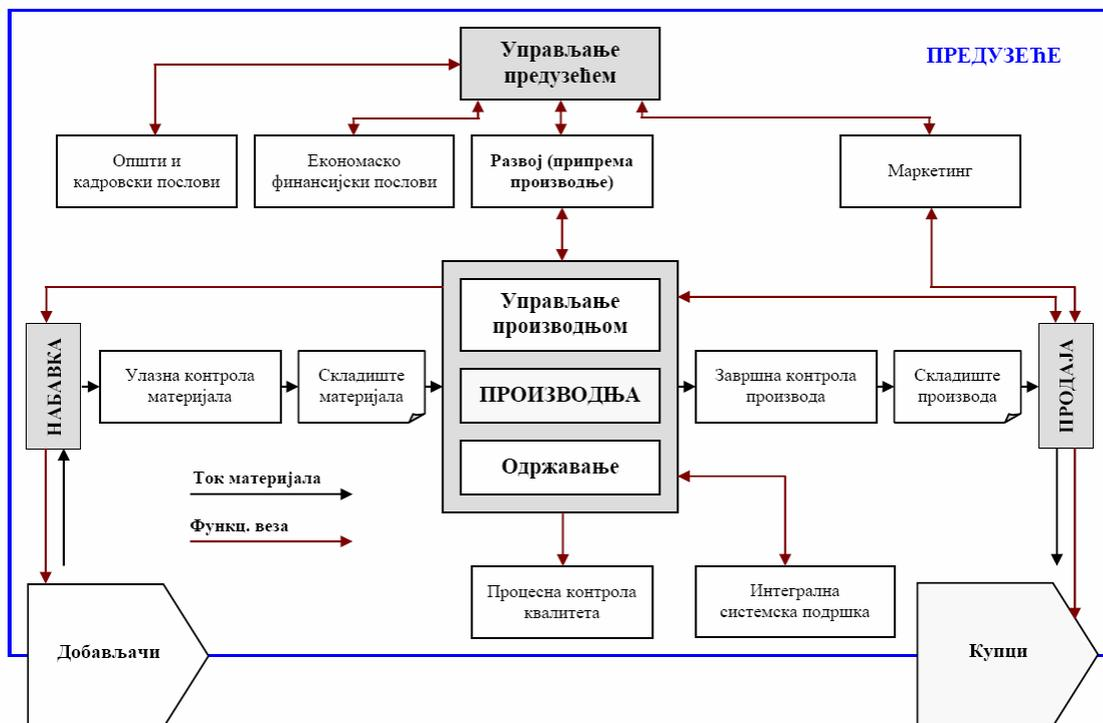 Управљање
предузећем
ПРЕДУЗЕЋЕ
Општи и
кадровски послови
Економаско
финансијски послови
Развој (припрема
производње)
Маркетинг
Управљање
производњом
НАБАВКА
Улазна контрола
материјала
Складиште
материјала
ПРОИЗВОДЊА
Завршна контрола
производа
Складиште
производа
ПРОДАЈА
Одржавање
Ток материјала
Функц. веза
Процесна контрола
квалитета
Интегрална
системска подршка
Добављачи
Купци